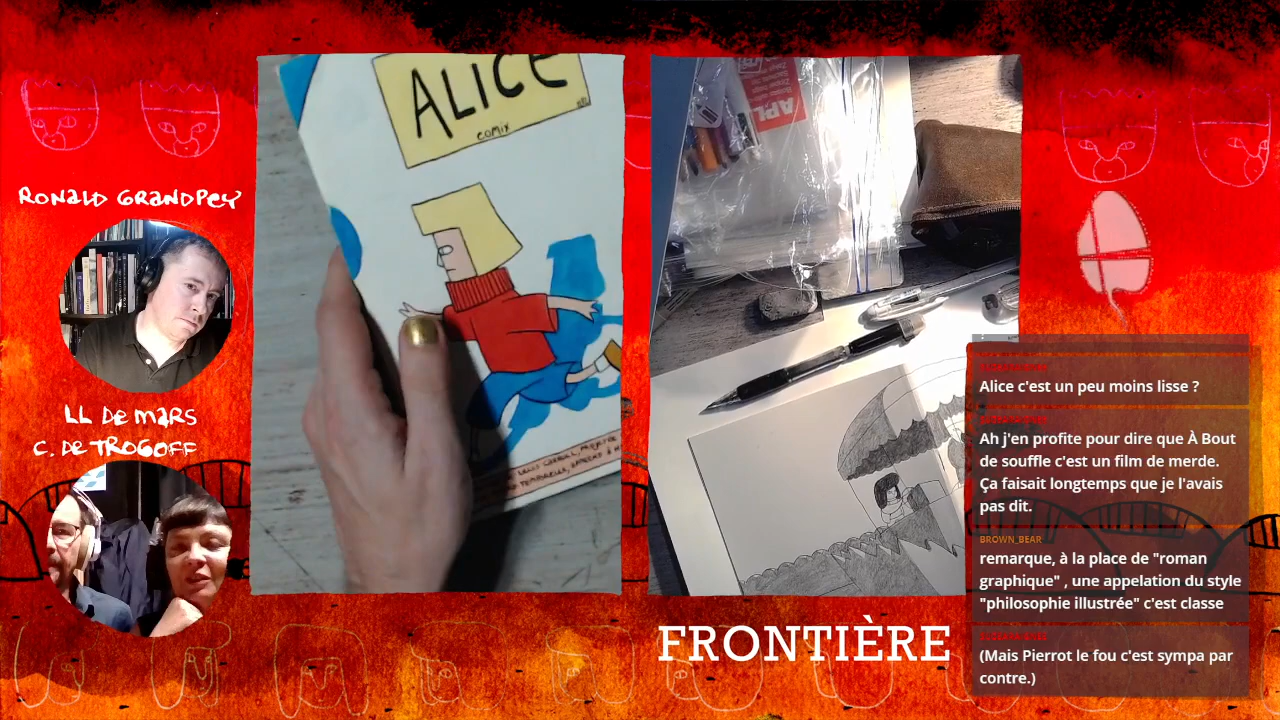 ALICE
comix
APLI
RONALD GRANDPEY
LL DE MARS
C. DE TROGOFF
Alice c'est un peu moins lisse ?
Ah j'en profite pour dire que À Bout
de souffle c'est un film de merde.
Ça faisait longtemps que je l'avais
pas dit.
BROWN_BEAR
remarque, à la place de "roman
graphique" , une appelation du style
"philosophie illustrée" c'est classe
(Mais Pierrot le fou c'est sympa par
contre.)
FRONTIÈRE